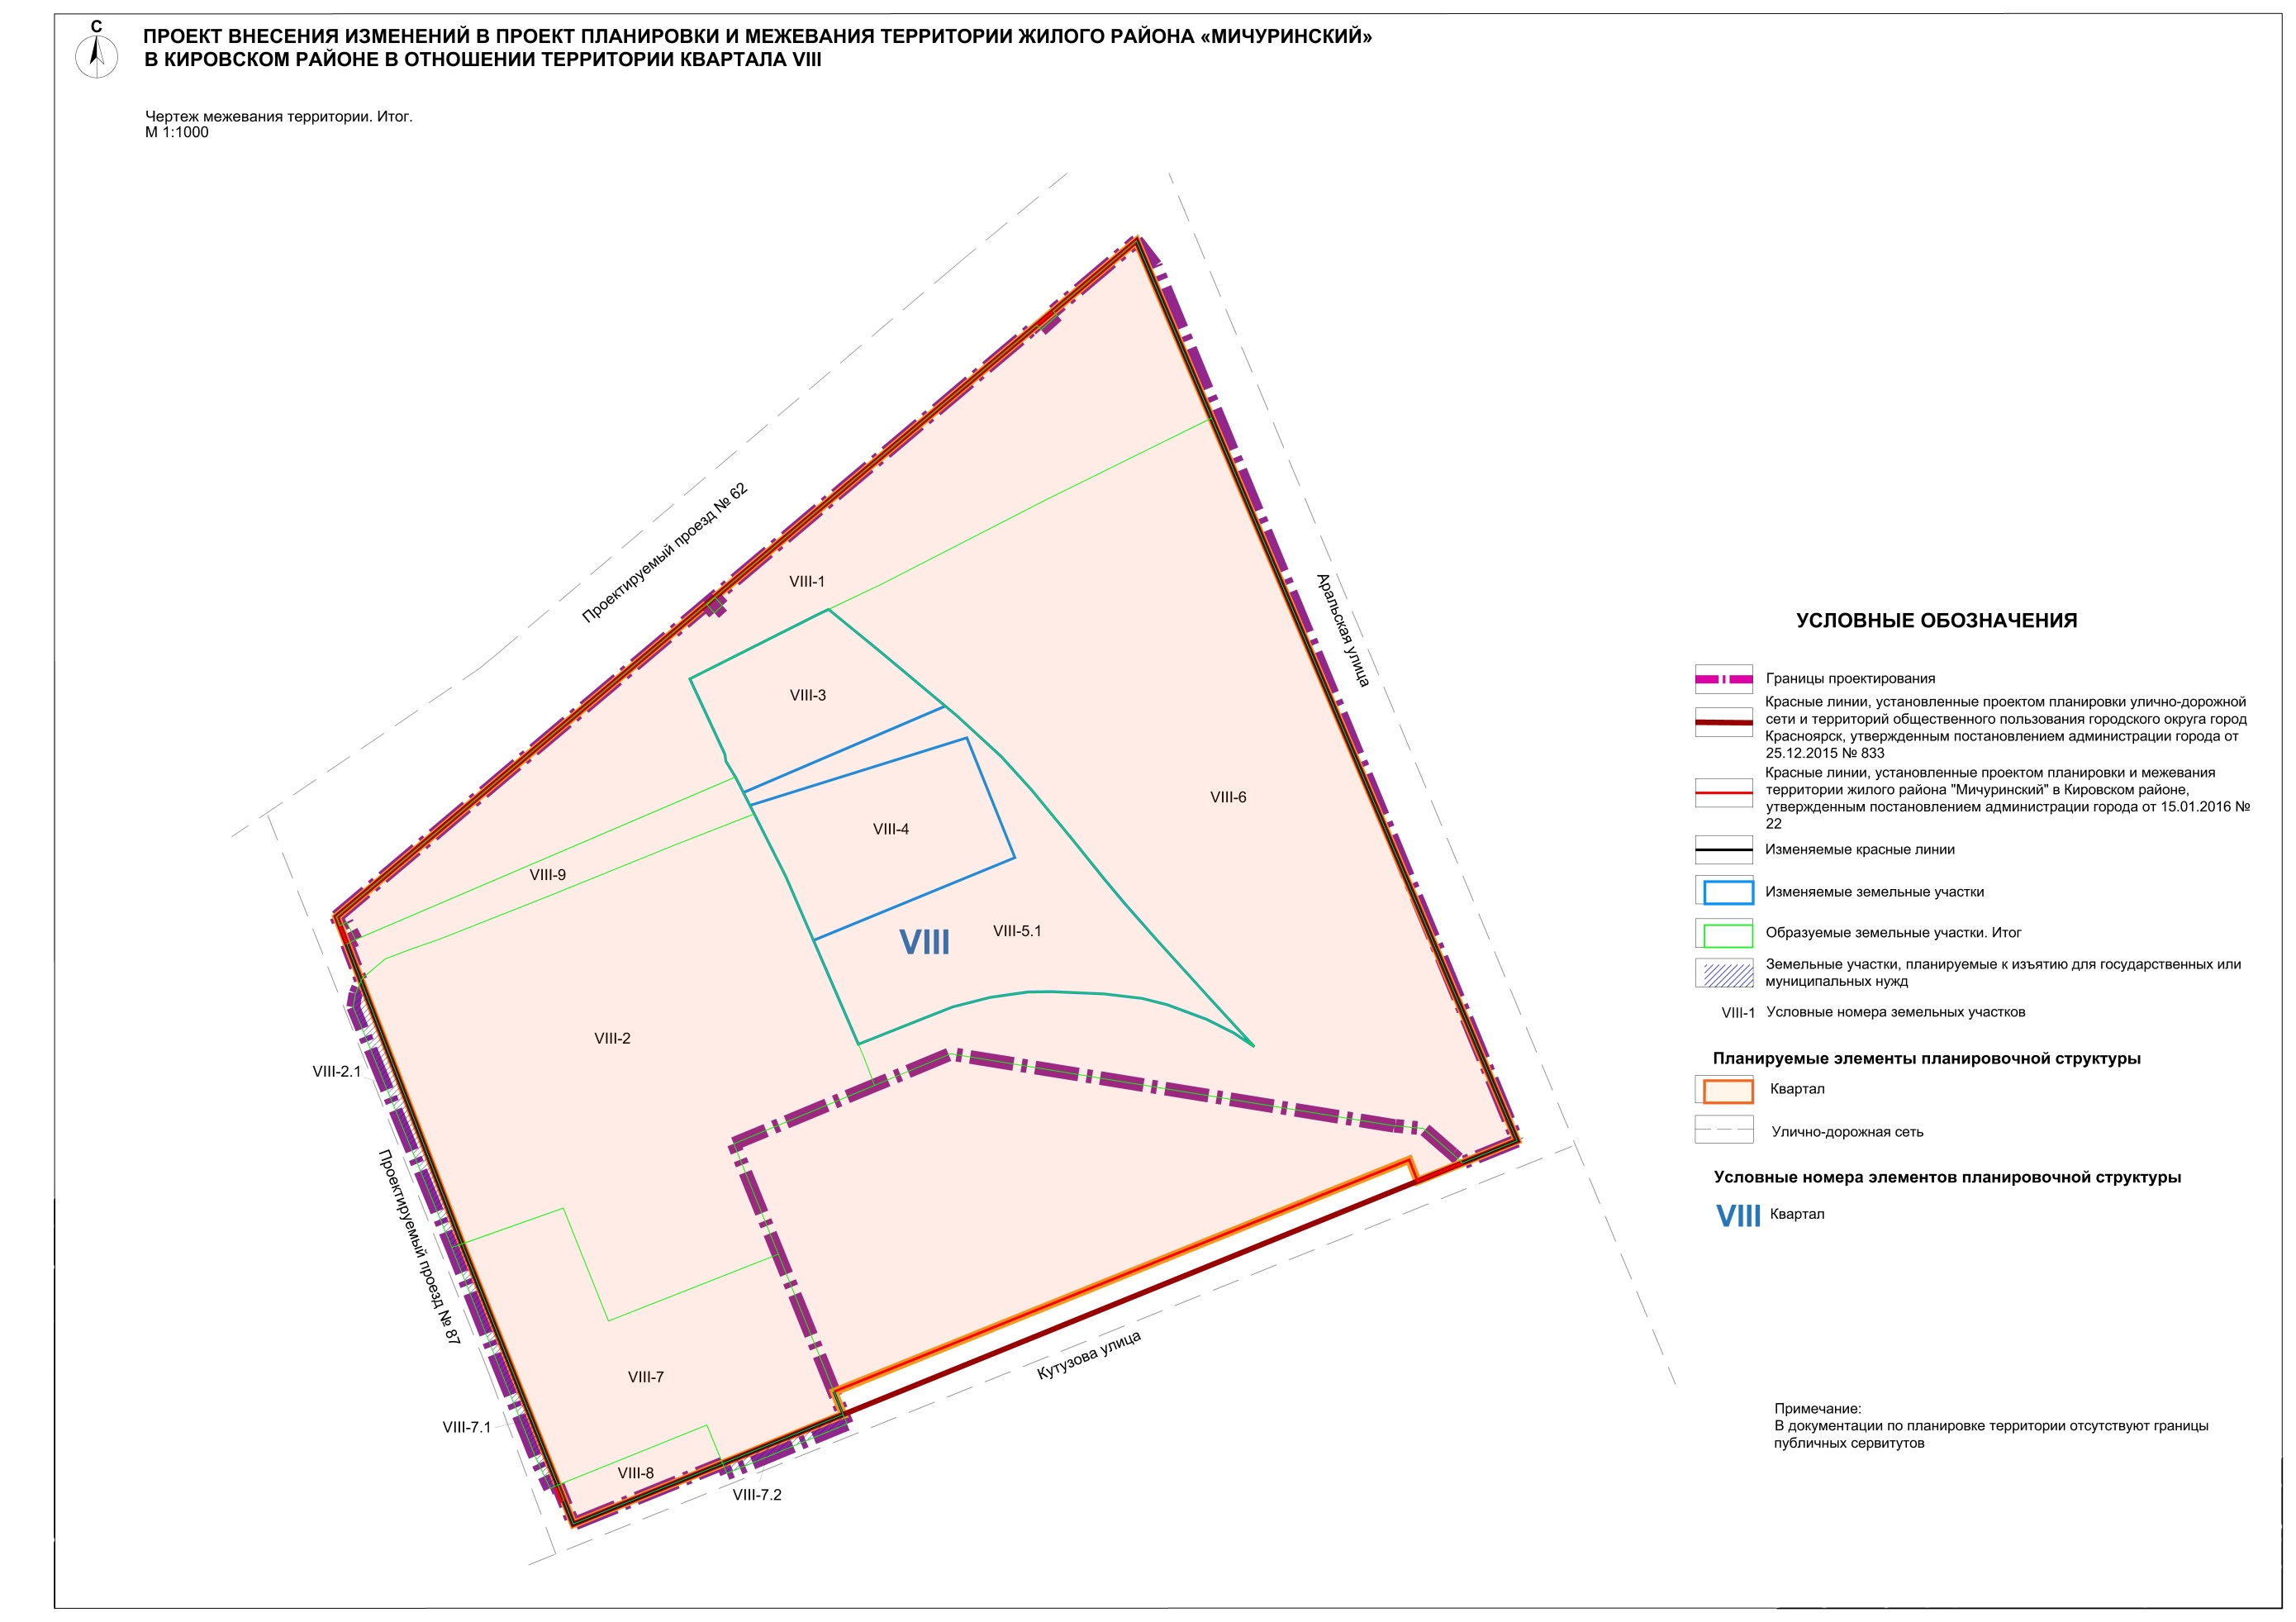 С
ПРОЕКТ ВНЕСЕНИЯ ИЗМЕНЕНИЙ В ПРОЕКТ ПЛАНИРОВКИ И МЕЖЕВАНИЯ ТЕРРИТОРИИ ЖИЛОГО РАЙОНА «МИЧУРИНСКИЙ»
В КИРОВСКОМ РАЙОНЕ В ОТНОШЕНИИ ТЕРРИТОРИИ КВАРТАЛА VIII
Чертеж межевания территории. Итог.
М 1:1000
Проектируемый проезд № 62
Аральская улица
VIII-1
VIII-3
VIII-6
VIII-4
VIII-9
VIII-5.1
VIII
VIII-2
VIII-2.1
Проектируемый проезд № 87
Кутузова улица
VIII-7
VIII-7.1
VIII-8
VIII-7.2
УСЛОВНЫЕ ОБОЗНАЧЕНИЯ
Границы проектирования
Красные линии, установленные проектом планировки улично-дорожной
сети и территорий общественного пользования городского округа город
Красноярск, утвержденным постановлением администрации города от
25.12.2015 № 833
Красные линии, установленные проектом планировки и межевания
территории жилого района "Мичуринский" в Кировском районе,
утвержденным постановлением администрации города от 15.01.2016 №
22
Изменяемые красные линии
Изменяемые земельные участки
Образуемые земельные участки. Итог
Земельные участки, планируемые к изъятию для государственных или
муниципальных нужд
VIII-1 Условные номера земельных участков
Планируемые элементы планировочной структуры
Квартал
Улично-дорожная сеть
Условные номера элементов планировочной структуры
VIII Квартал
Примечание:
В документации по планировке территории отсутствуют границы
публичных сервитутов